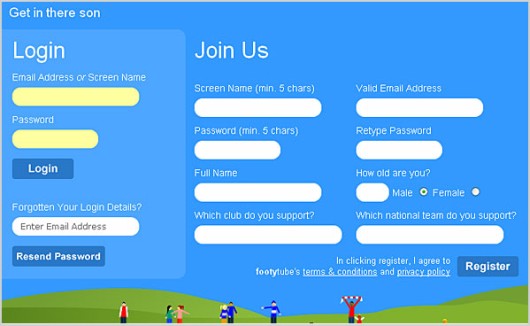 Get in there son
Login
Email Address or Screen Name
Password
Login
Forgotten Your Login Details?
Enter Email Address
Resend Password
Join Us
Screen Name (min. 5 chars)
Valid Email Address
Password (min. 5 chars)
Retype Password
Full Name
How old are you?
Male Female
Which club do you support?
Which national team do you support?
In clicking register, I agree to
footytube's terms & conditions and privacy policy
Register